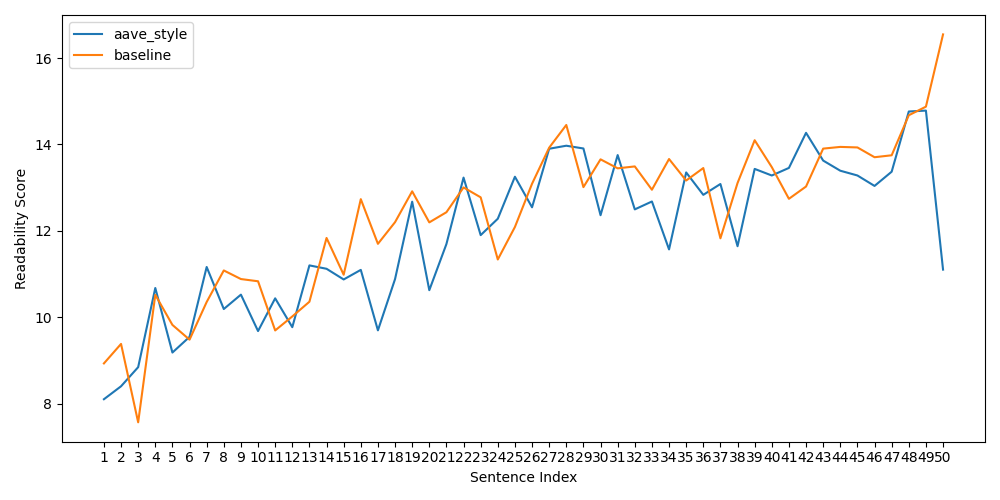 aave_style
baseline
16
14
12
10
8
Readability Score
1 2 3 4 5 6 7 8 9 10 11 12 13 14 15 16 17 18 19 20 21 22 23 24 25 26 27 28 29 30 31 32 33 34 35 36 37 38 39 40 41 42 43 44 45 46 47 48 49 50
Sentence Index